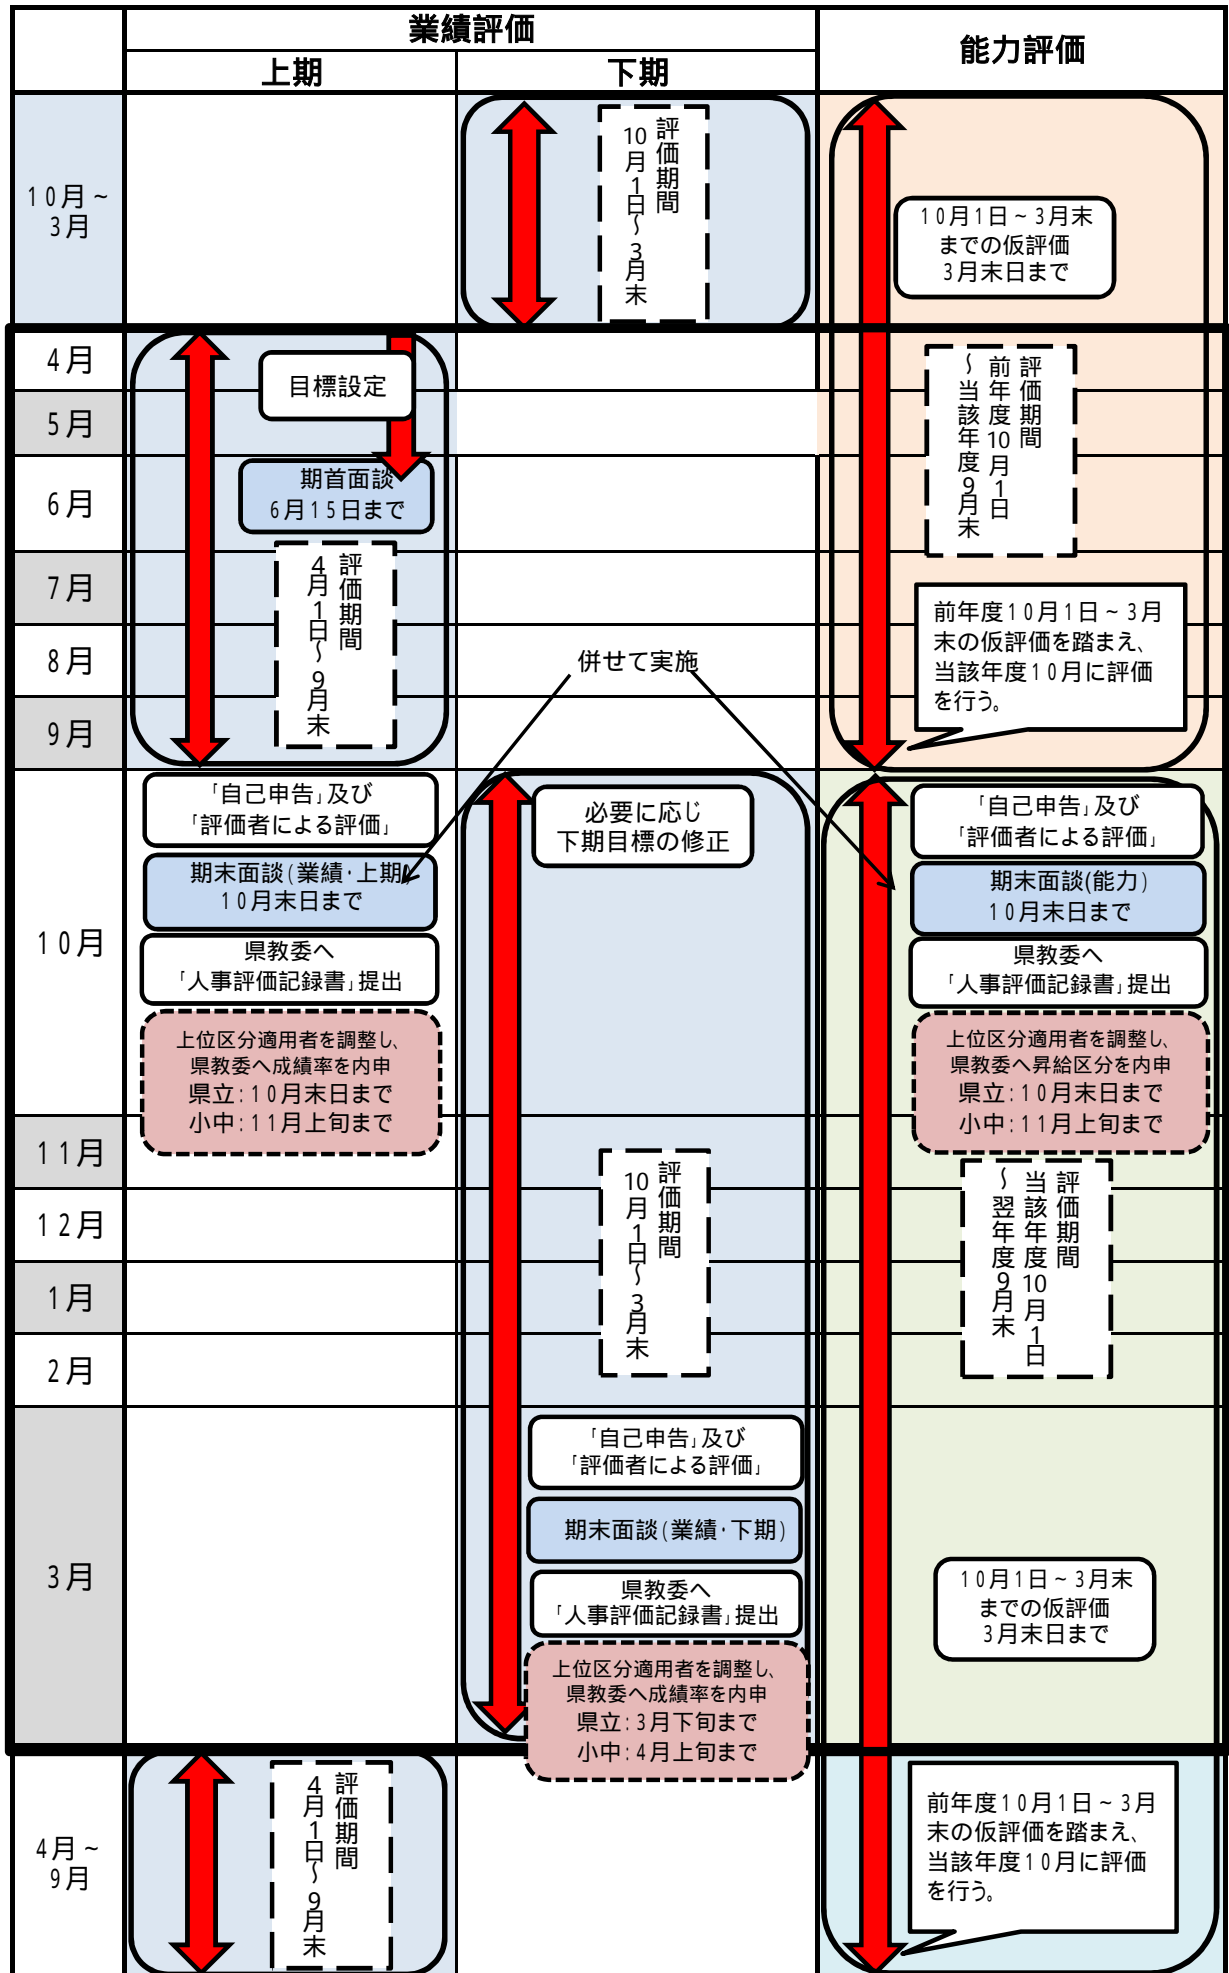 業績評価
能力評価
上期
下期
10月~
3月
評価期間
10月1日~3月末
10月1日~3月末
までの仮評価
3月末日まで
4月
目標設定
評価期間
前年度10月1日
~当該年度9月末
5月
6月
期首面談
6月15日まで
評価期間
4月1日~9月末
7月
前年度10月1日~3月
末の仮評価を踏まえ、
当該年度10月に評価
を行う。
8月
併せて実施
9月
10月
「自己申告」及び
「評価者による評価」
期末面談(業績・上期)
10月末日まで
県教委へ
「人事評価記録書」提出
上位区分適用者を調整し、
県教委へ成績率を内申
県立:10月末日まで
小中:11月上旬まで
必要に応じ
下期目標の修正
「自己申告」及び
「評価者による評価」
期末面談(能力)
10月末日まで
県教委へ
「人事評価記録書」提出
上位区分適用者を調整し、
県教委へ昇給区分を内申
県立:10月末日まで
小中:11月上旬まで
11月
評価期間
10月1日~3月末
評価期間
当該年度10月1日
~翌年度9月末
12月
1月
2月
3月
「自己申告」及び
「評価者による評価」
期末面談(業績・下期)
県教委へ
「人事評価記録書」提出
上位区分適用者を調整し、
県教委へ成績率を内申
県立:3月下旬まで
小中:4月上旬まで
10月1日~3月末
までの仮評価
3月末日まで
4月~
9月
評価期間
4月1日~9月末
前年度10月1日~3月
末の仮評価を踏まえ、
当該年度10月に評価
を行う。